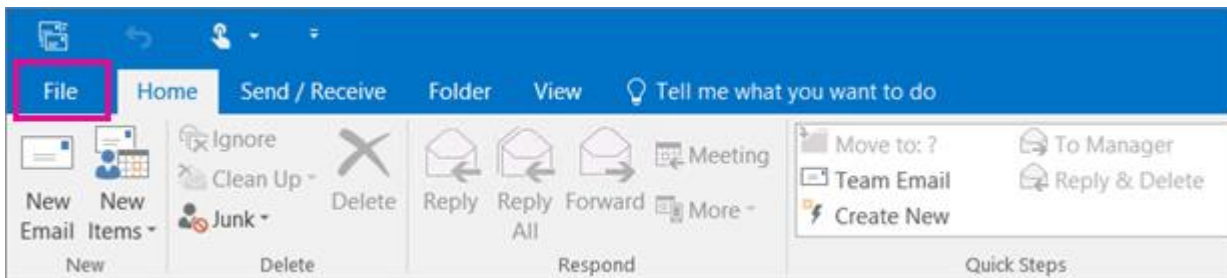 File Home Send / Receive Folder View Tell me what you want to do
Ignore
Clean Up
Junk
New Email
New Items
Delete
Reply
Reply All
Forward
Meeting
More
Move to: ?
Team Email
Create New
To Manager
Reply & Delete
New Delete Respond Quick Steps